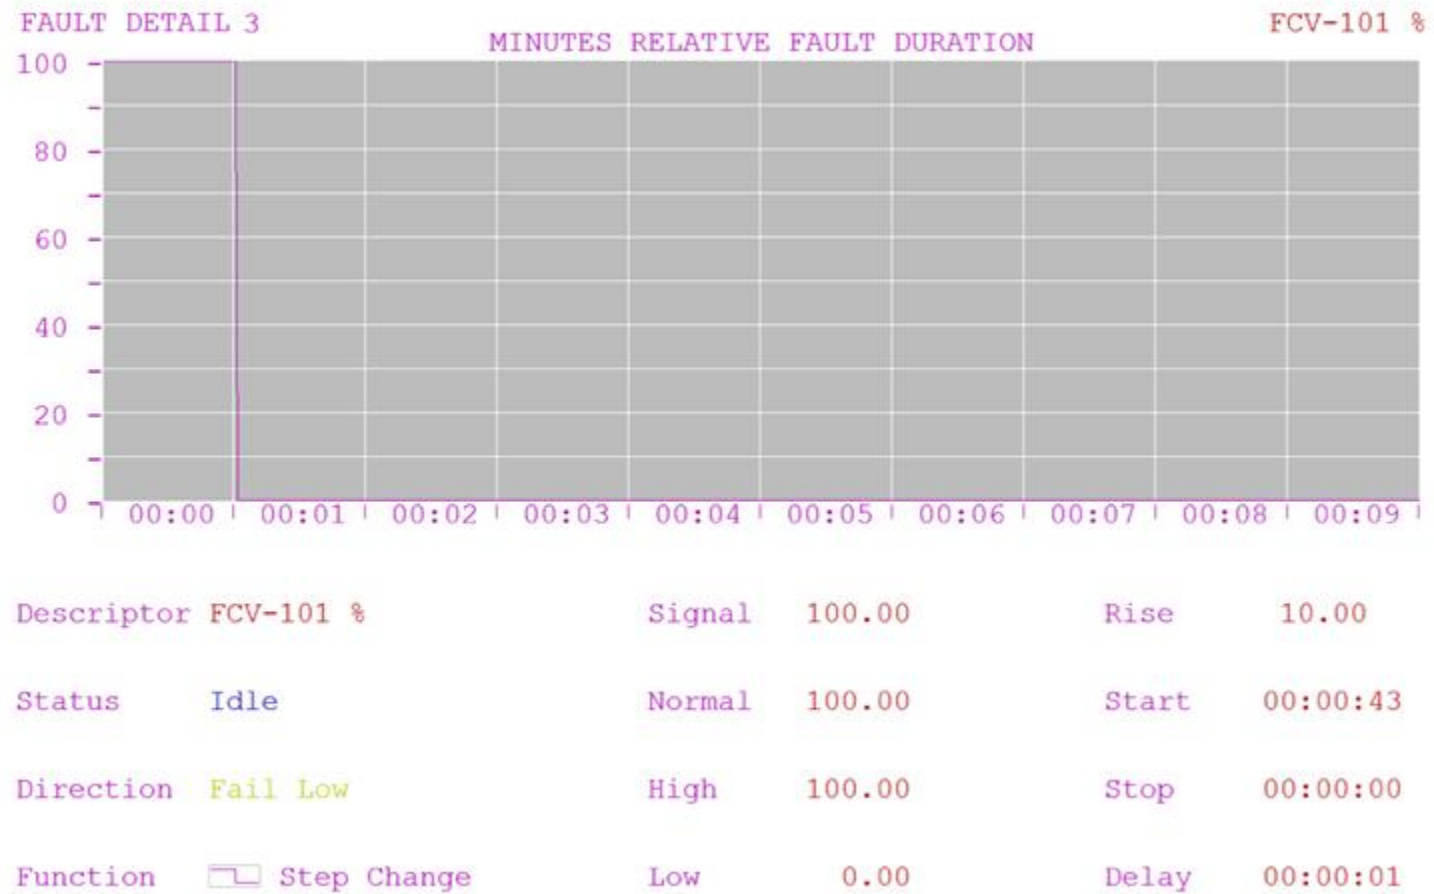 FAULT DETAIL 3
FCV-101 %
MINUTES RELATIVE FAULT DURATION
100
80
60
40
20
0
00:00 00:01 00:02 00:03 00:04 00:05 00:06 00:07 00:08 00:09
Descriptor FCV-101 % Signal 100.00 Rise 10.00
Status Idle Normal 100.00 Start 00:00:43
Direction Fail Low High 100.00 Stop 00:00:00
Function Step Change Low 0.00 Delay 00:00:01